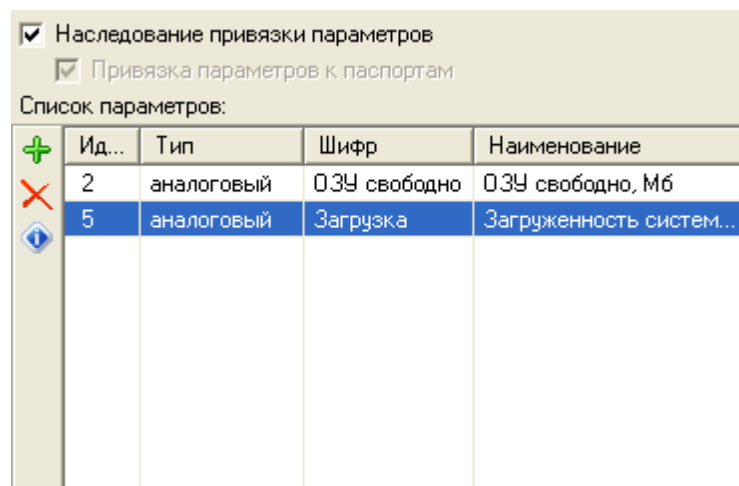 Наследование привязки параметров
Привязка параметров к паспортам
Список параметров:
Ид... Тип Шифр Наименование
2 аналоговый ОЗУ свободно ОЗУ свободно, Мб
5 аналоговый Загрузка Загруженность систем...